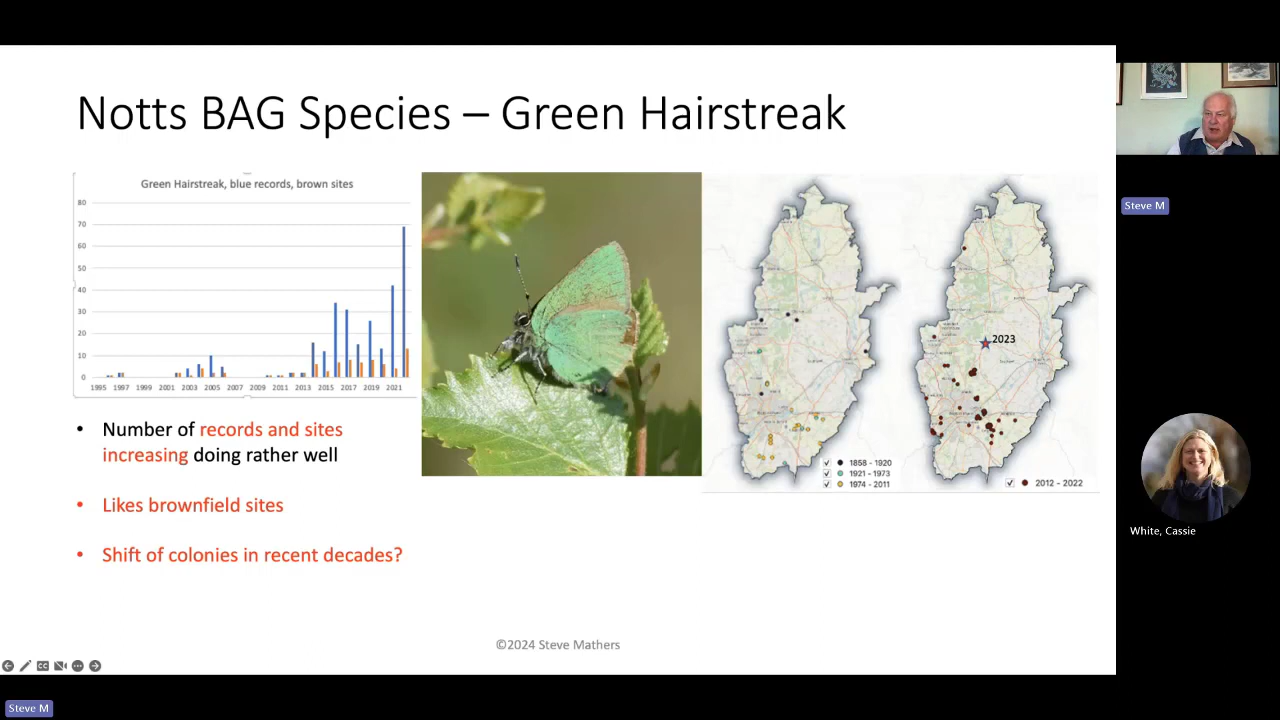 Notts BAG Species – Green Hairstreak
Green Hairstreak, blue records, brown sites
80
70
60
50
40
30
20
10
0
1995 1997 1999 2001 2003 2005 2007 2009 2011 2013 2015 2017 2019 2021
2023
1858 - 1920
1921 - 1973
1974 - 2011
2012 - 2022
• Number of records and sites
increasing doing rather well
• Likes brownfield sites
• Shift of colonies in recent decades?
©2024 Steve Mathers
Steve M
White, Cassie
Steve M